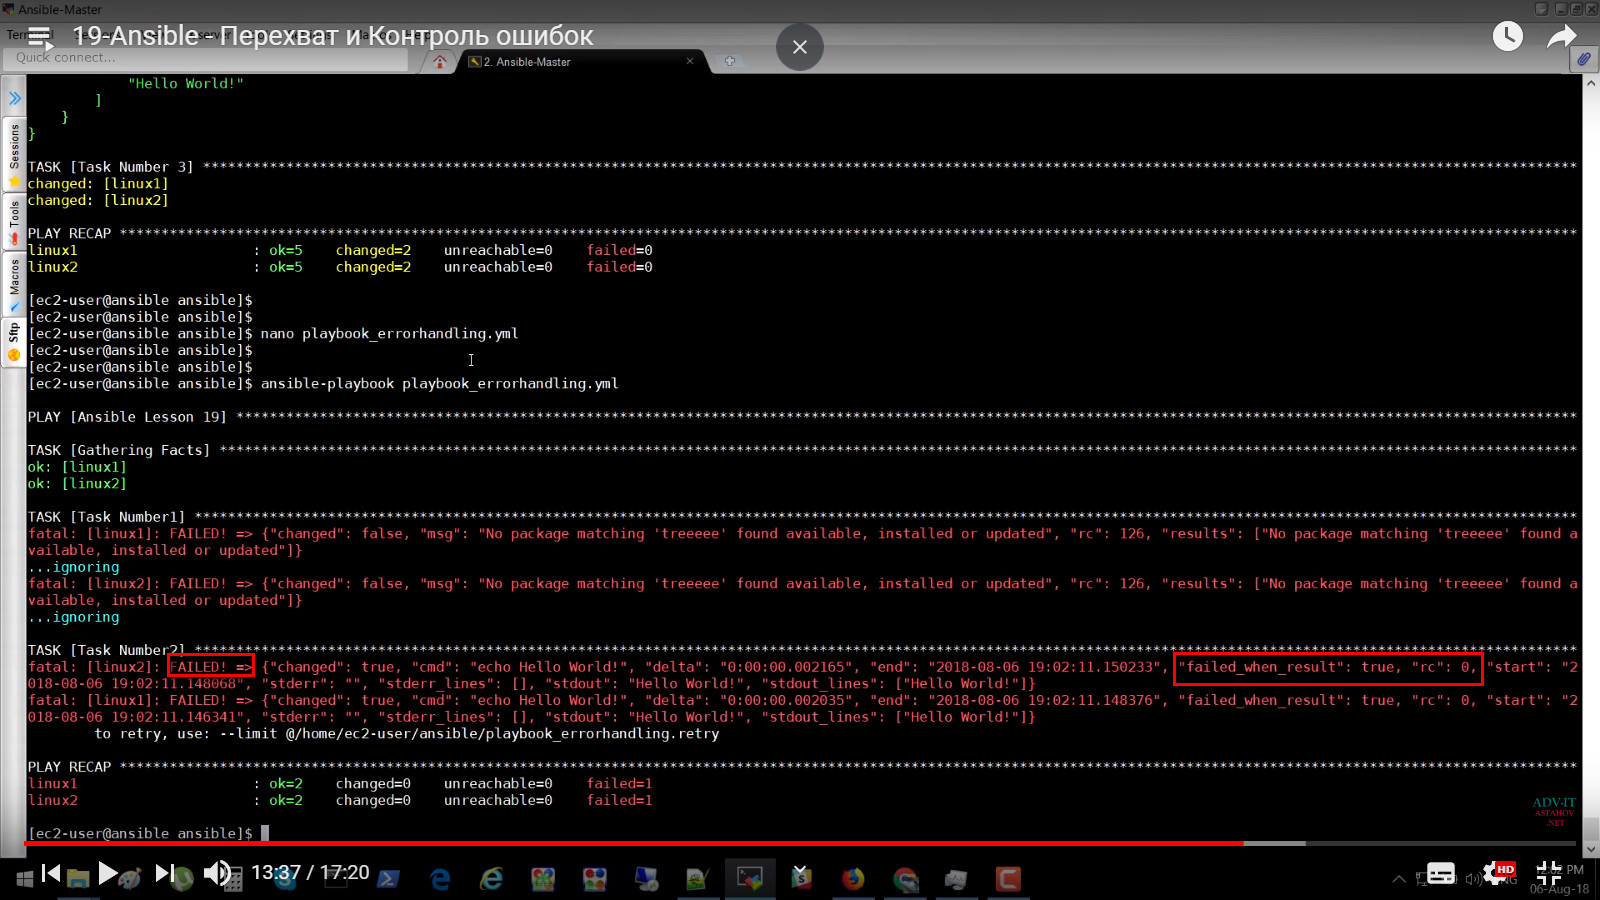 Ansible-Master
19-Ansible - Перехват и Контроль ошибок
Quick connect...
2. Ansible-Master
Sessions
Tools
Macros
Sftp
"Hello World!"
]
}
}
TASK [Task Number 3] ********************************************************************************************************************************************************************
changed: [linux1]
changed: [linux2]
PLAY RECAP ******************************************************************************************************************************************************************************
linux1 : ok=5 changed=2 unreachable=0 failed=0
linux2 : ok=5 changed=2 unreachable=0 failed=0
[ec2-user@ansible ansible]$
[ec2-user@ansible ansible]$
[ec2-user@ansible ansible]$ nano playbook_errorhandling.yml
[ec2-user@ansible ansible]$
[ec2-user@ansible ansible]$
[ec2-user@ansible ansible]$ ansible-playbook playbook_errorhandling.yml
PLAY [Ansible Lesson 19] ****************************************************************************************************************************************************************
TASK [Gathering Facts] ******************************************************************************************************************************************************************
ok: [linux1]
ok: [linux2]
TASK [Task Number1] *********************************************************************************************************************************************************************
fatal: [linux1]: FAILED! => {"changed": false, "msg": "No package matching 'treeeee' found available, installed or updated", "rc": 126, "results": ["No package matching 'treeeee' found a
vailable, installed or updated"]}
...ignoring
fatal: [linux2]: FAILED! => {"changed": false, "msg": "No package matching 'treeeee' found available, installed or updated", "rc": 126, "results": ["No package matching 'treeeee' found a
vailable, installed or updated"]}
...ignoring
TASK [Task Number2] *********************************************************************************************************************************************************************
fatal: [linux2]: FAILED! => {"changed": true, "cmd": "echo Hello World!", "delta": "0:00:00.002165", "end": "2018-08-06 19:02:11.150233", "failed_when_result": true, "rc": 0, "start": "2
018-08-06 19:02:11.148068", "stderr": "", "stderr_lines": [], "stdout": "Hello World!", "stdout_lines": ["Hello World!"]}
fatal: [linux1]: FAILED! => {"changed": true, "cmd": "echo Hello World!", "delta": "0:00:00.002035", "end": "2018-08-06 19:02:11.148376", "failed_when_result": true, "rc": 0, "start": "2
018-08-06 19:02:11.146341", "stderr": "", "stderr_lines": [], "stdout": "Hello World!", "stdout_lines": ["Hello World!"]}
to retry, use: --limit @/home/ec2-user/ansible/playbook_errorhandling.retry
PLAY RECAP ******************************************************************************************************************************************************************************
linux1 : ok=2 changed=0 unreachable=0 failed=1
linux2 : ok=2 changed=0 unreachable=0 failed=1
[ec2-user@ansible ansible]$
ADV-IT
ASTAHOV
.NET
13:37 / 17:20
HD
06-Aug-18